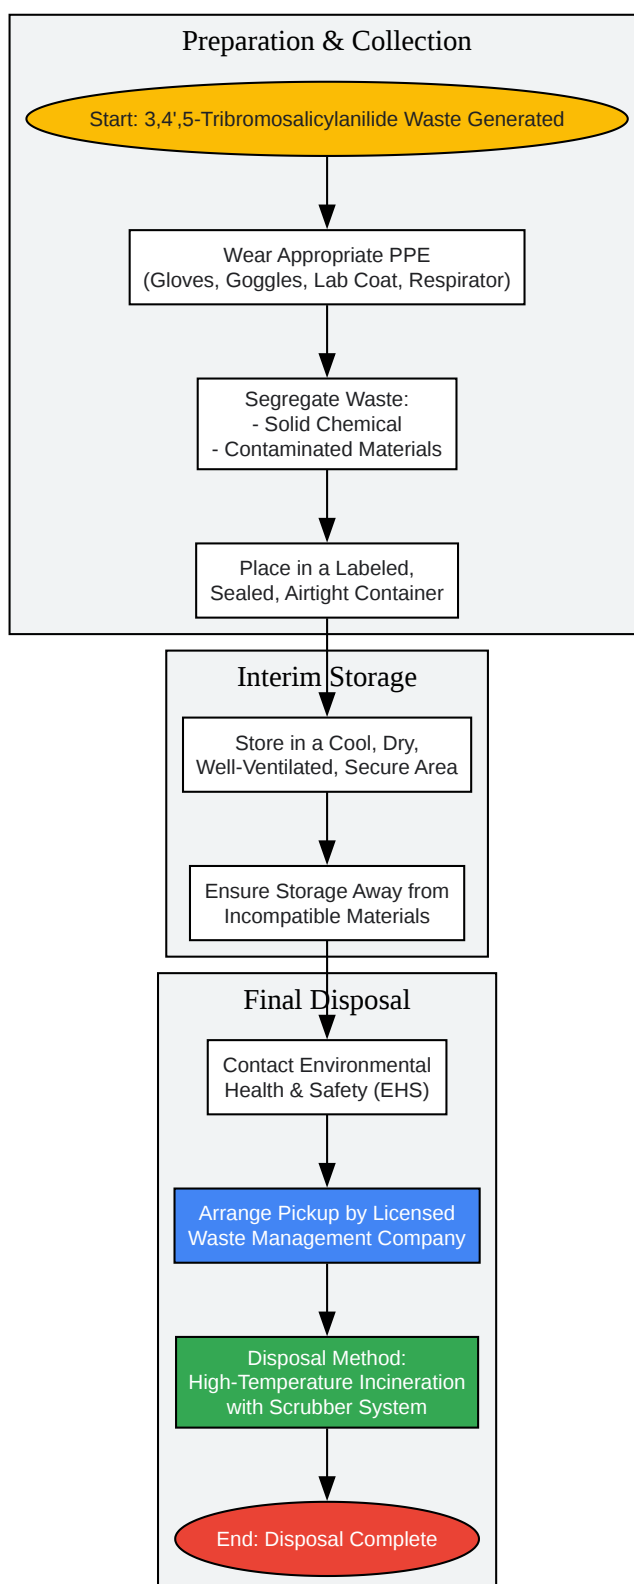 Preparation & Collection
Start: 3,4',5-Tribromosalicylanilide Waste Generated
Wear Appropriate PPE
(Gloves, Goggles, Lab Coat, Respirator)
Segregate Waste:
- Solid Chemical
- Contaminated Materials
Place in a Labeled,
Sealed, Airtight Container
Interim Storage
Store in a Cool, Dry,
Well-Ventilated, Secure Area
Ensure Storage Away from
Incompatible Materials
Final Disposal
Contact Environmental
Health & Safety (EHS)
Arrange Pickup by Licensed
Waste Management Company
Disposal Method:
High-Temperature Incineration
with Scrubber System
End: Disposal Complete